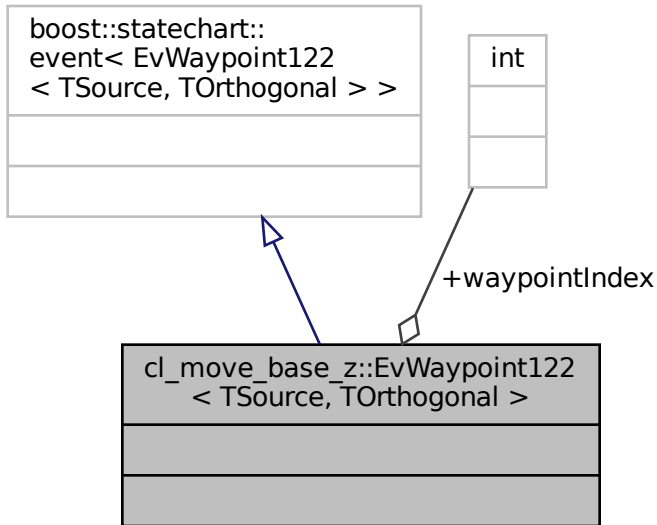 boost::statechart::
event< EvWaypoint122
< TSource, TOrthogonal > >
int
+waypointIndex
cl_move_base_z::EvWaypoint122
< TSource, TOrthogonal >